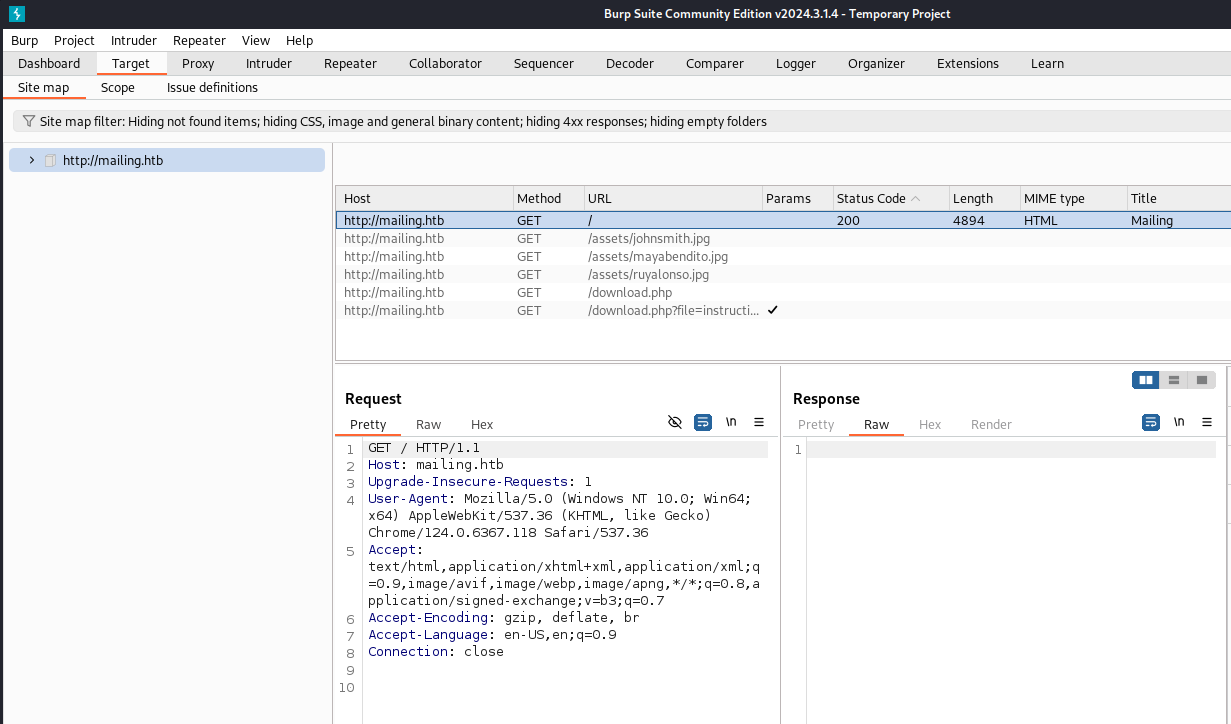 Burp Suite Community Edition v2024.3.1.4 - Temporary Project
Burp Project Intruder Repeater View Help
Dashboard Target Proxy Intruder Repeater Collaborator Sequencer Decoder Comparer Logger Organizer Extensions Learn
Site map Scope Issue definitions
Site map filter: Hiding not found items; hiding CSS, image and general binary content; hiding 4xx responses; hiding empty folders
http://mailing.htb
Host Method URL Params Status Code Length MIME type Title
http://mailing.htb GET / 200 4894 HTML Mailing
http://mailing.htb GET /assets/johnsmith.jpg
http://mailing.htb GET /assets/mayabendito.jpg
http://mailing.htb GET /assets/ruyalonso.jpg
http://mailing.htb GET /download.php
http://mailing.htb GET /download.php?file=instructi... ✓
Request
Pretty Raw Hex \n
1 GET / HTTP/1.1
2 Host: mailing.htb
3 Upgrade-Insecure-Requests: 1
4 User-Agent: Mozilla/5.0 (Windows NT 10.0; Win64;
x64) AppleWebKit/537.36 (KHTML, like Gecko)
Chrome/124.0.6367.118 Safari/537.36
5 Accept:
text/html,application/xhtml+xml,application/xml;q
=0.9,image/avif,image/webp,image/apng,*/*;q=0.8,a
pplication/signed-exchange;v=b3;q=0.7
6 Accept-Encoding: gzip, deflate, br
7 Accept-Language: en-US,en;q=0.9
8 Connection: close
9
10
Response
Pretty Raw Hex Render \n
1